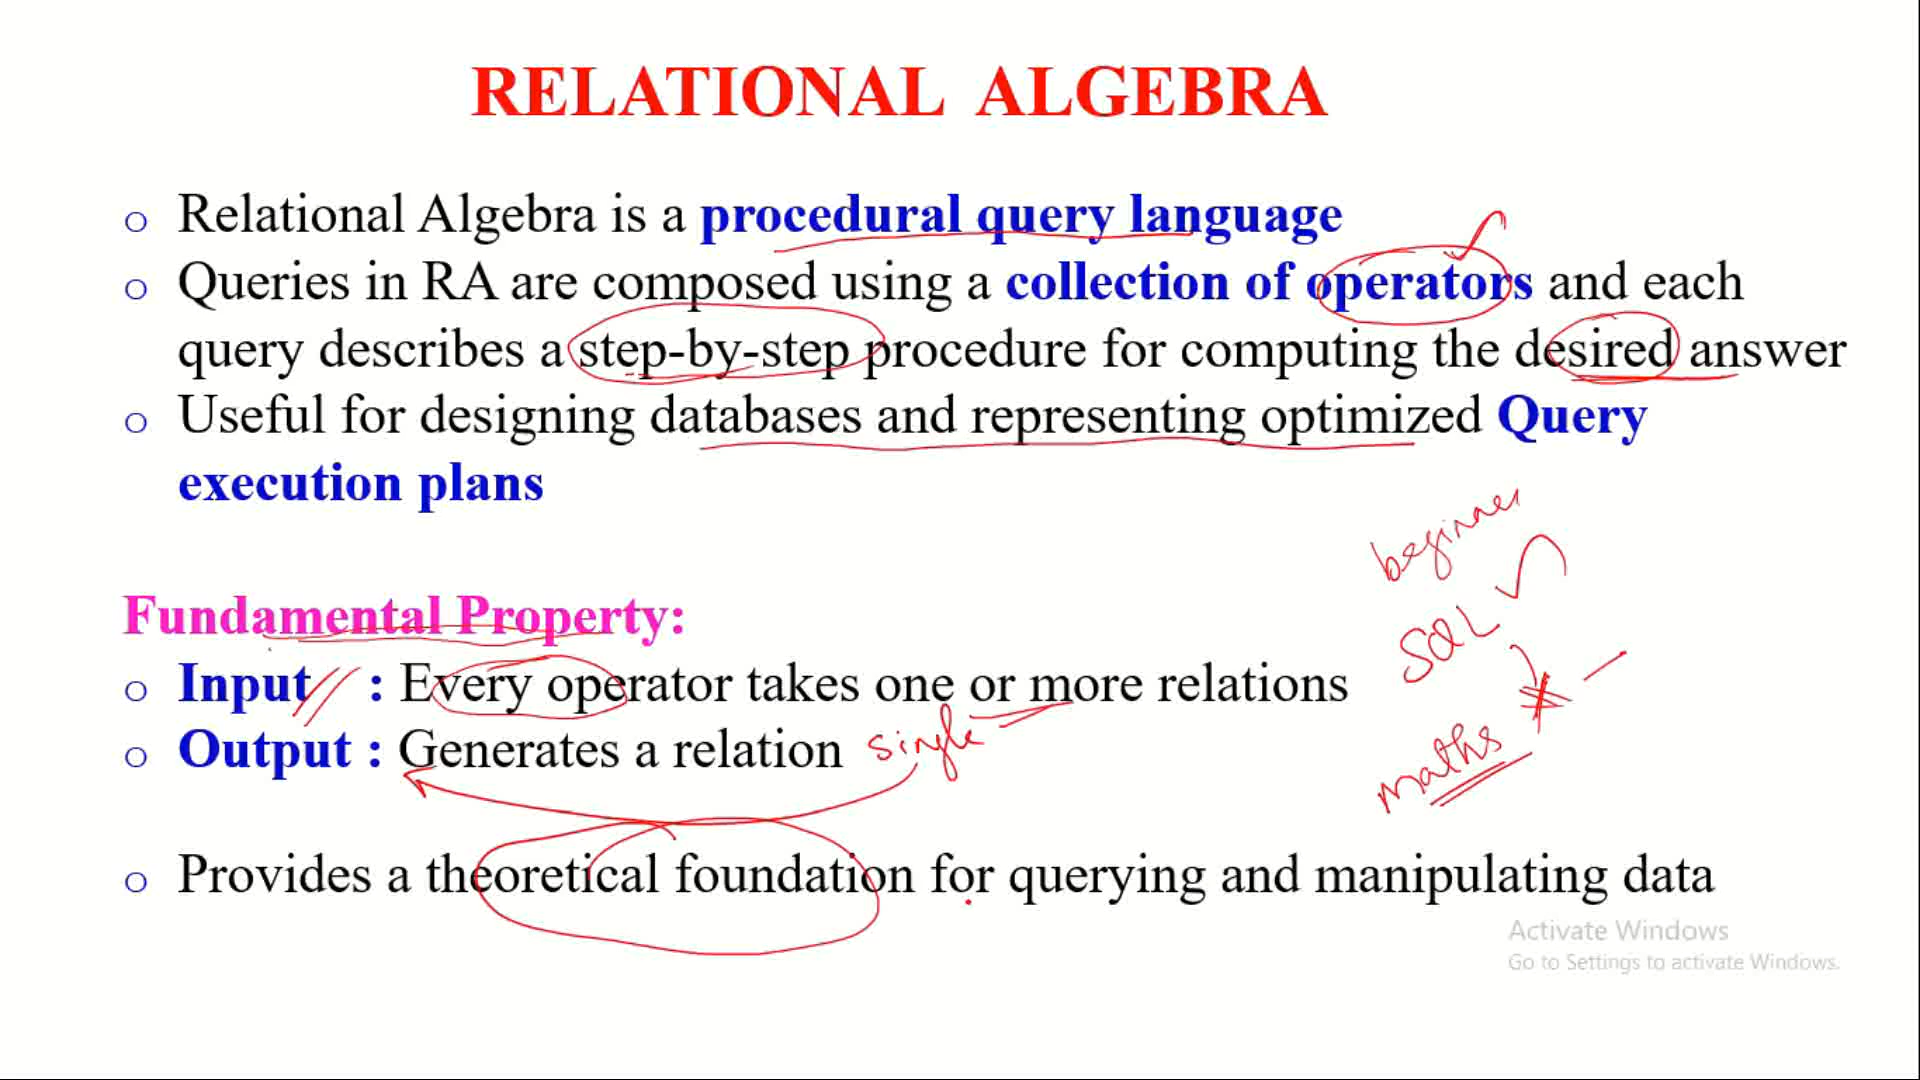 RELATIONAL ALGEBRA
o Relational Algebra is a procedural query language
o Queries in RA are composed using a collection of operators and each
query describes a step-by-step procedure for computing the desired answer
o Useful for designing databases and representing optimized Query
execution plans
beginner
Fundamental Property:
SQL
o Input : Every operator takes one or more relations
o Output : Generates a relation single
maths
o Provides a theoretical foundation for querying and manipulating data
Activate Windows
Go to Settings to activate Windows.